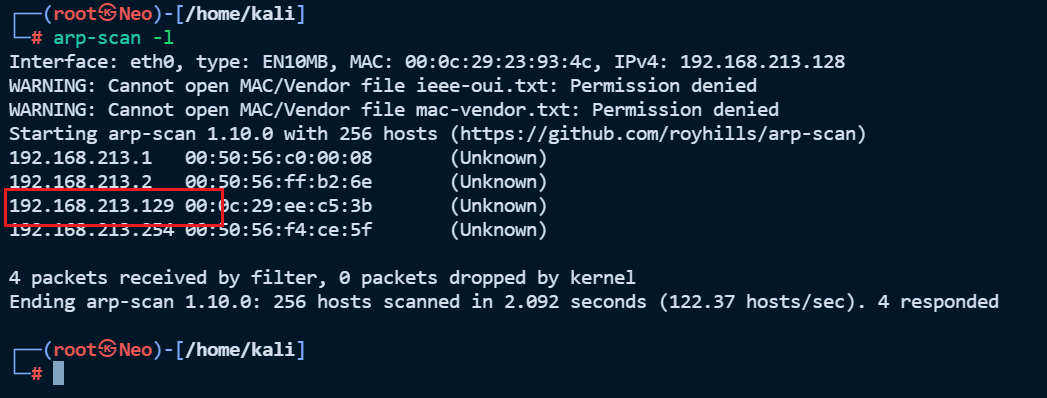 ┌──(root㉿Neo)-[/home/kali]
└─# arp-scan -l
Interface: eth0, type: EN10MB, MAC: 00:0c:29:23:93:4c, IPv4: 192.168.213.128
WARNING: Cannot open MAC/Vendor file ieee-oui.txt: Permission denied
WARNING: Cannot open MAC/Vendor file mac-vendor.txt: Permission denied
Starting arp-scan 1.10.0 with 256 hosts (https://github.com/royhills/arp-scan)
192.168.213.1   00:50:56:c0:00:08       (Unknown)
192.168.213.2   00:50:56:ff:b2:6e       (Unknown)
192.168.213.129 00:0c:29:ee:c5:3b       (Unknown)
192.168.213.254 00:50:56:f4:ce:5f       (Unknown)

4 packets received by filter, 0 packets dropped by kernel
Ending arp-scan 1.10.0: 256 hosts scanned in 2.092 seconds (122.37 hosts/sec). 4 responded

┌──(root㉿Neo)-[/home/kali]
└─#